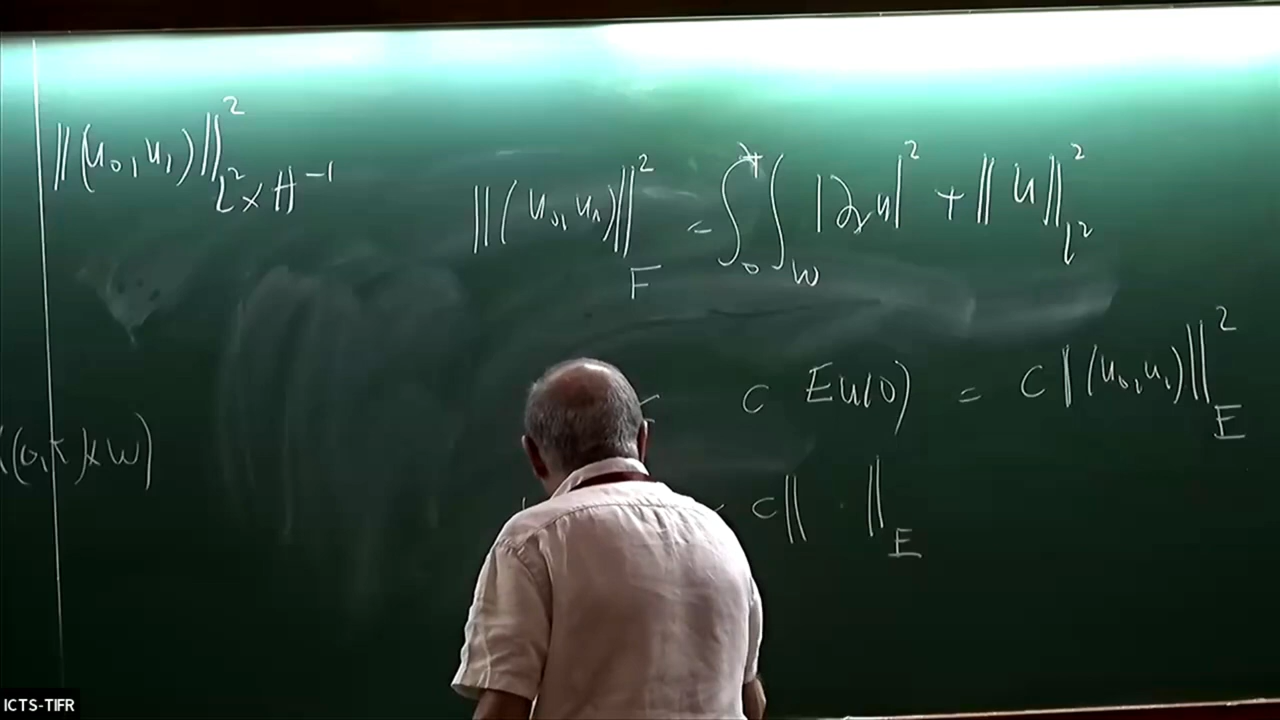 ||(u₀, u₁)||²_{L² × H⁻¹}
||(u₀, u₁)||²_F = ∫₀ᵀ ∫_ω |∂ₜu|² + ||u||²_{L²}
≤ C Eu(0) = C ||(u₀, u₁)||²_E
((0,T) × ω)
C || · ||_E
ICTS-TIFR